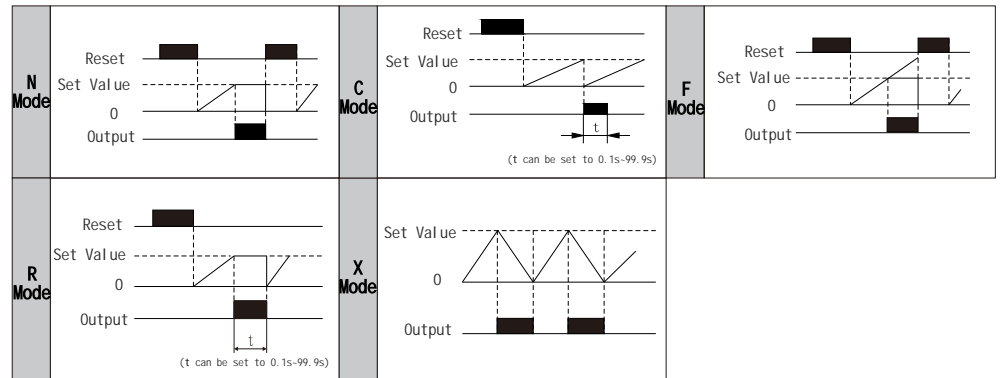 N
Mode
Reset
Set Value
0
Output
C
Mode
Reset
Set Value
0
Output
t
(t can be set to 0.1s~99.9s)
F
Mode
Reset
Set Value
0
Output
R
Mode
Reset
Set Value
0
Output
t
(t can be set to 0.1s~99.9s)
X
Mode
Set Value
0
Output